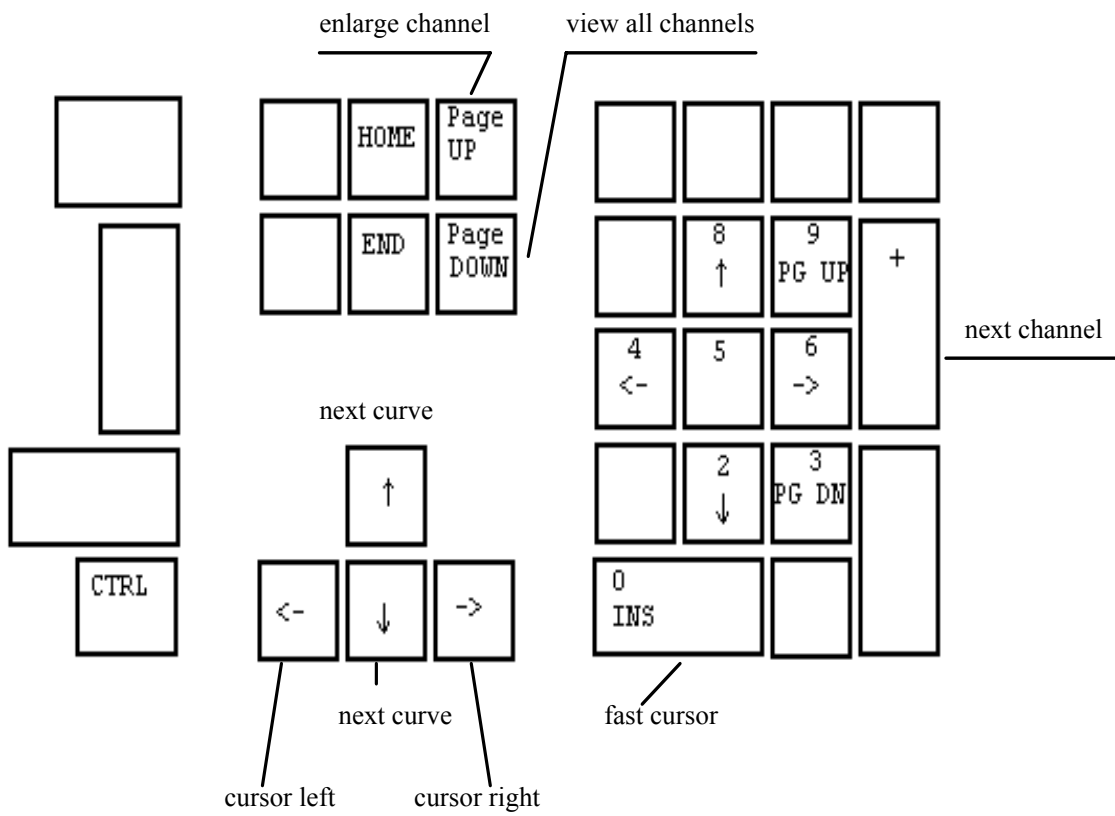 enlarge channel
view all channels
HOME
Page
UP
END
Page
DOWN
8
↑
9
PG UP
+
4
<-
5
6
->
next channel
next curve
↑
2
↓
3
PG DN
CTRL
<-
↓
->
0
INS
next curve
fast cursor
cursor left
cursor right